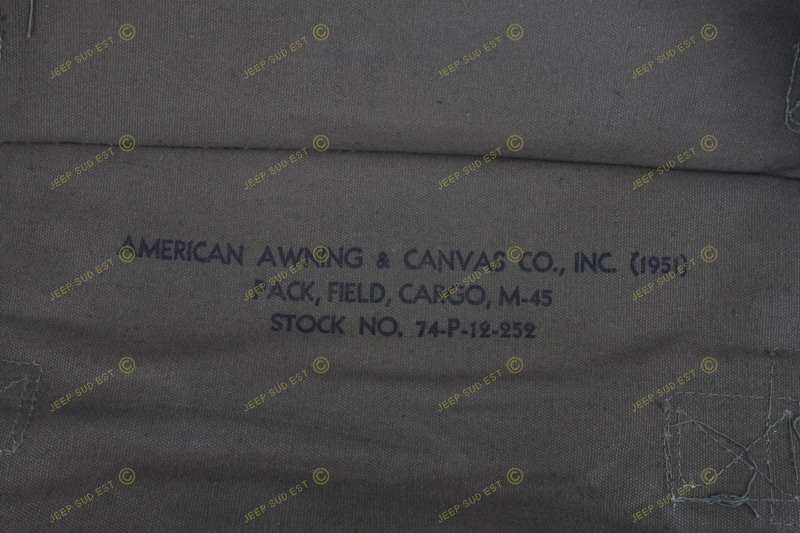 AMERICAN AWNING & CANVAS CO., INC. (1951)
PACK, FIELD, CARGO, M-45
STOCK NO. 74-P-12-252
JEEP SUD EST ©